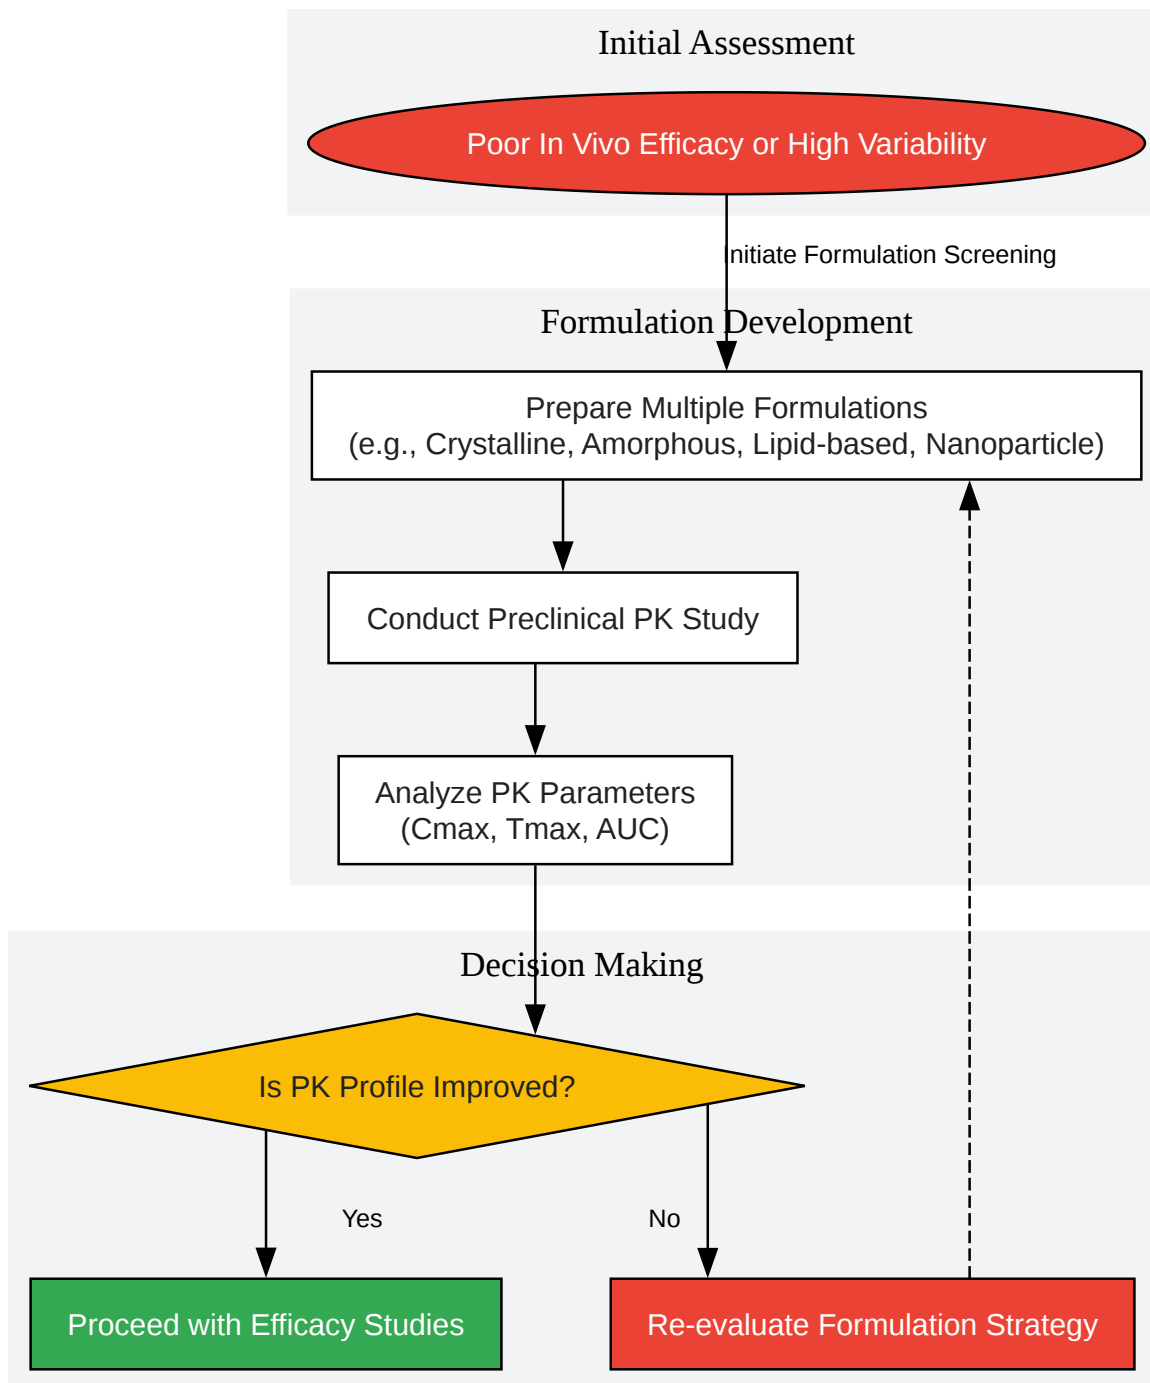 Initial Assessment
Poor In Vivo Efficacy or High Variability
Initiate Formulation Screening
Formulation Development
Prepare Multiple Formulations
(e.g., Crystalline, Amorphous, Lipid-based, Nanoparticle)
Conduct Preclinical PK Study
Analyze PK Parameters
(Cmax, Tmax, AUC)
Decision Making
Is PK Profile Improved?
Yes
No
Proceed with Efficacy Studies
Re-evaluate Formulation Strategy